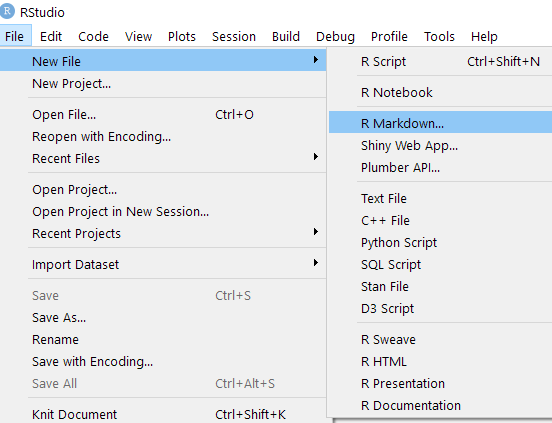 RStudio
File Edit Code View Plots Session Build Debug Profile Tools Help
New File
New Project...
Open File... Ctrl+O
Reopen with Encoding...
Recent Files
Open Project...
Open Project in New Session...
Recent Projects
Import Dataset
Save Ctrl+S
Save As...
Rename
Save with Encoding...
Save All Ctrl+Alt+S
Knit Document Ctrl+Shift+K
R Script Ctrl+Shift+N
R Notebook
R Markdown...
Shiny Web App...
Plumber API...
Text File
C++ File
Python Script
SQL Script
Stan File
D3 Script
R Sweave
R HTML
R Presentation
R Documentation